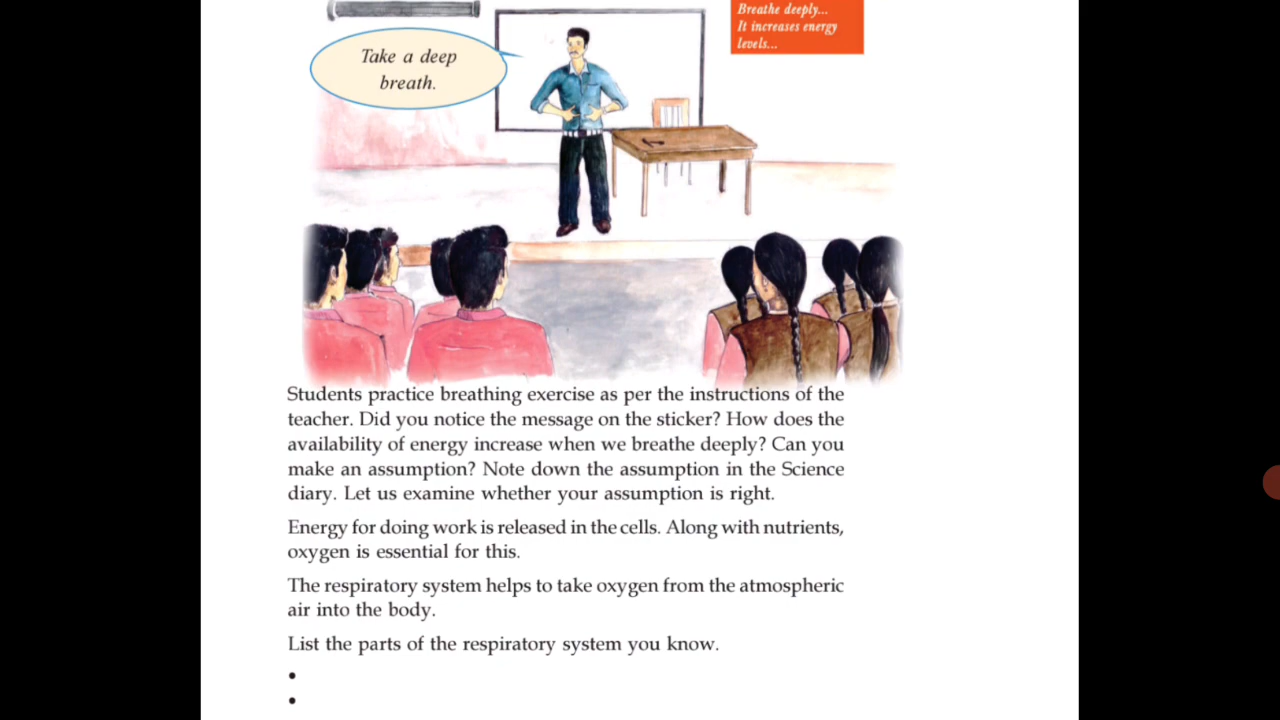 Breathe deeply...
It increases energy
levels...
Take a deep
breath.
Students practice breathing exercise as per the instructions of the
teacher. Did you notice the message on the sticker? How does the
availability of energy increase when we breathe deeply? Can you
make an assumption? Note down the assumption in the Science
diary. Let us examine whether your assumption is right.
Energy for doing work is released in the cells. Along with nutrients,
oxygen is essential for this.
The respiratory system helps to take oxygen from the atmospheric
air into the body.
List the parts of the respiratory system you know.
•
•